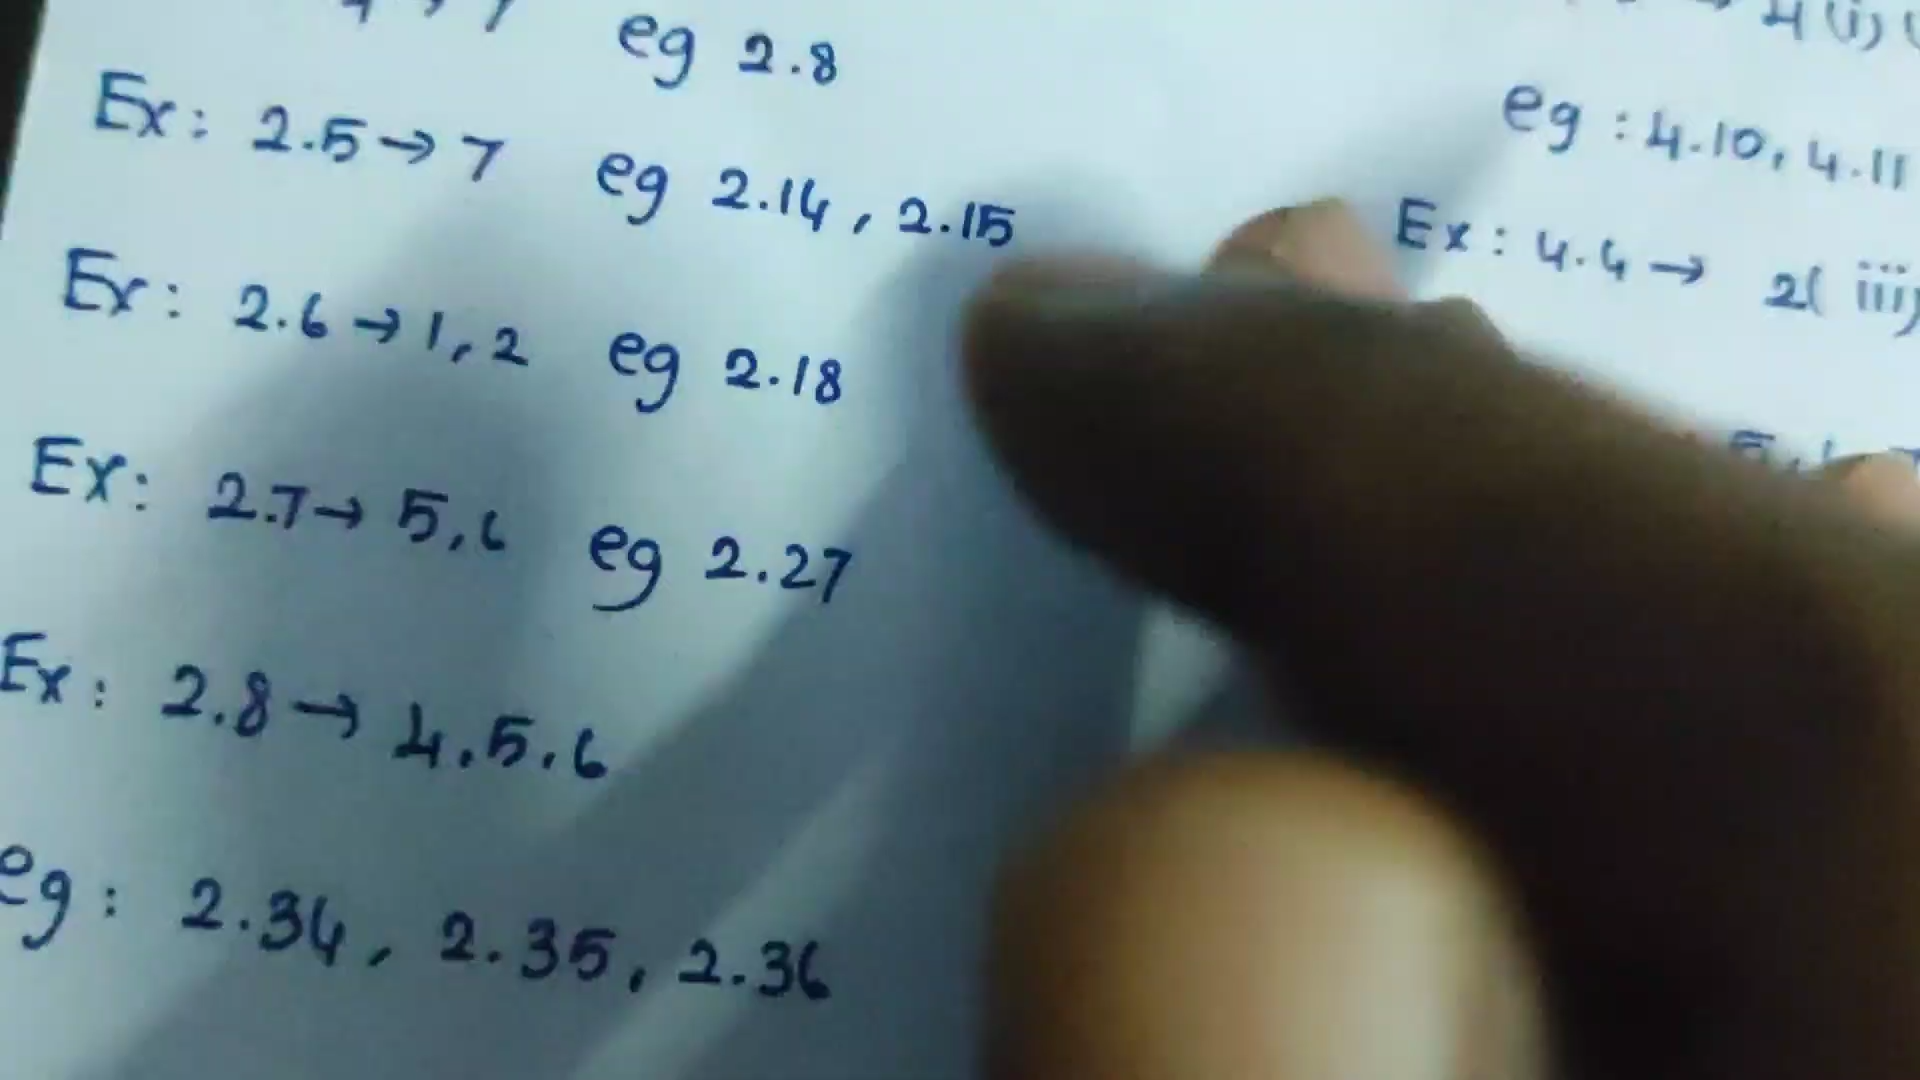 eg 2.8
Ex: 2.5→7 eg 2.14, 2.15
Ex: 2.6→1,2 eg 2.18
Ex: 2.7→5,6 eg 2.27
Ex: 2.8→4,5,6
eg: 2.34, 2.35, 2.36
4(i)
eg: 4.10, 4.11
Ex: 4.4→ 2(iii)